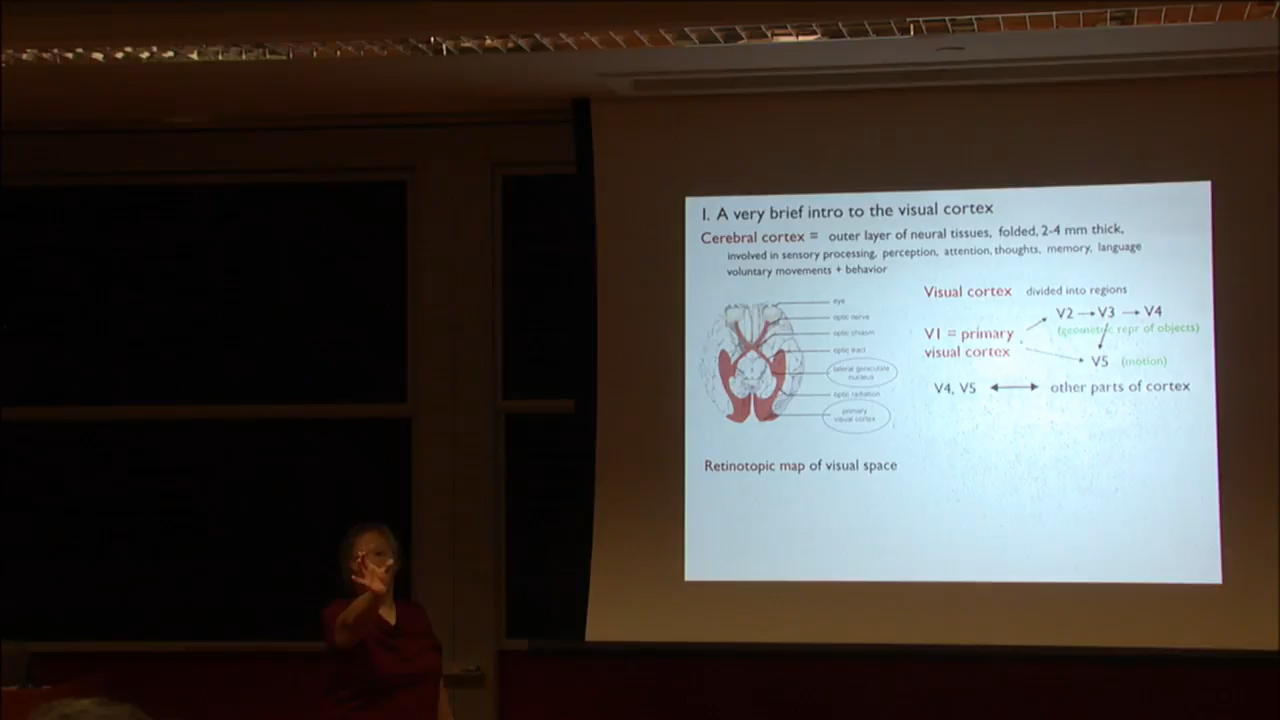 I. A very brief intro to the visual cortex
Cerebral cortex = outer layer of neural tissues, folded, 2-4 mm thick,
involved in sensory processing, perception, attention, thoughts, memory, language
voluntary movements + behavior
eye
optic nerve
optic chiasm
optic tract
lateral geniculate
nucleus
optic radiation
primary
visual cortex
Visual cortex divided into regions
V1 = primary
visual cortex
V2 → V3 → V4
(geometric repr of objects)
V5 (motion)
V4, V5 ↔ other parts of cortex
Retinotopic map of visual space